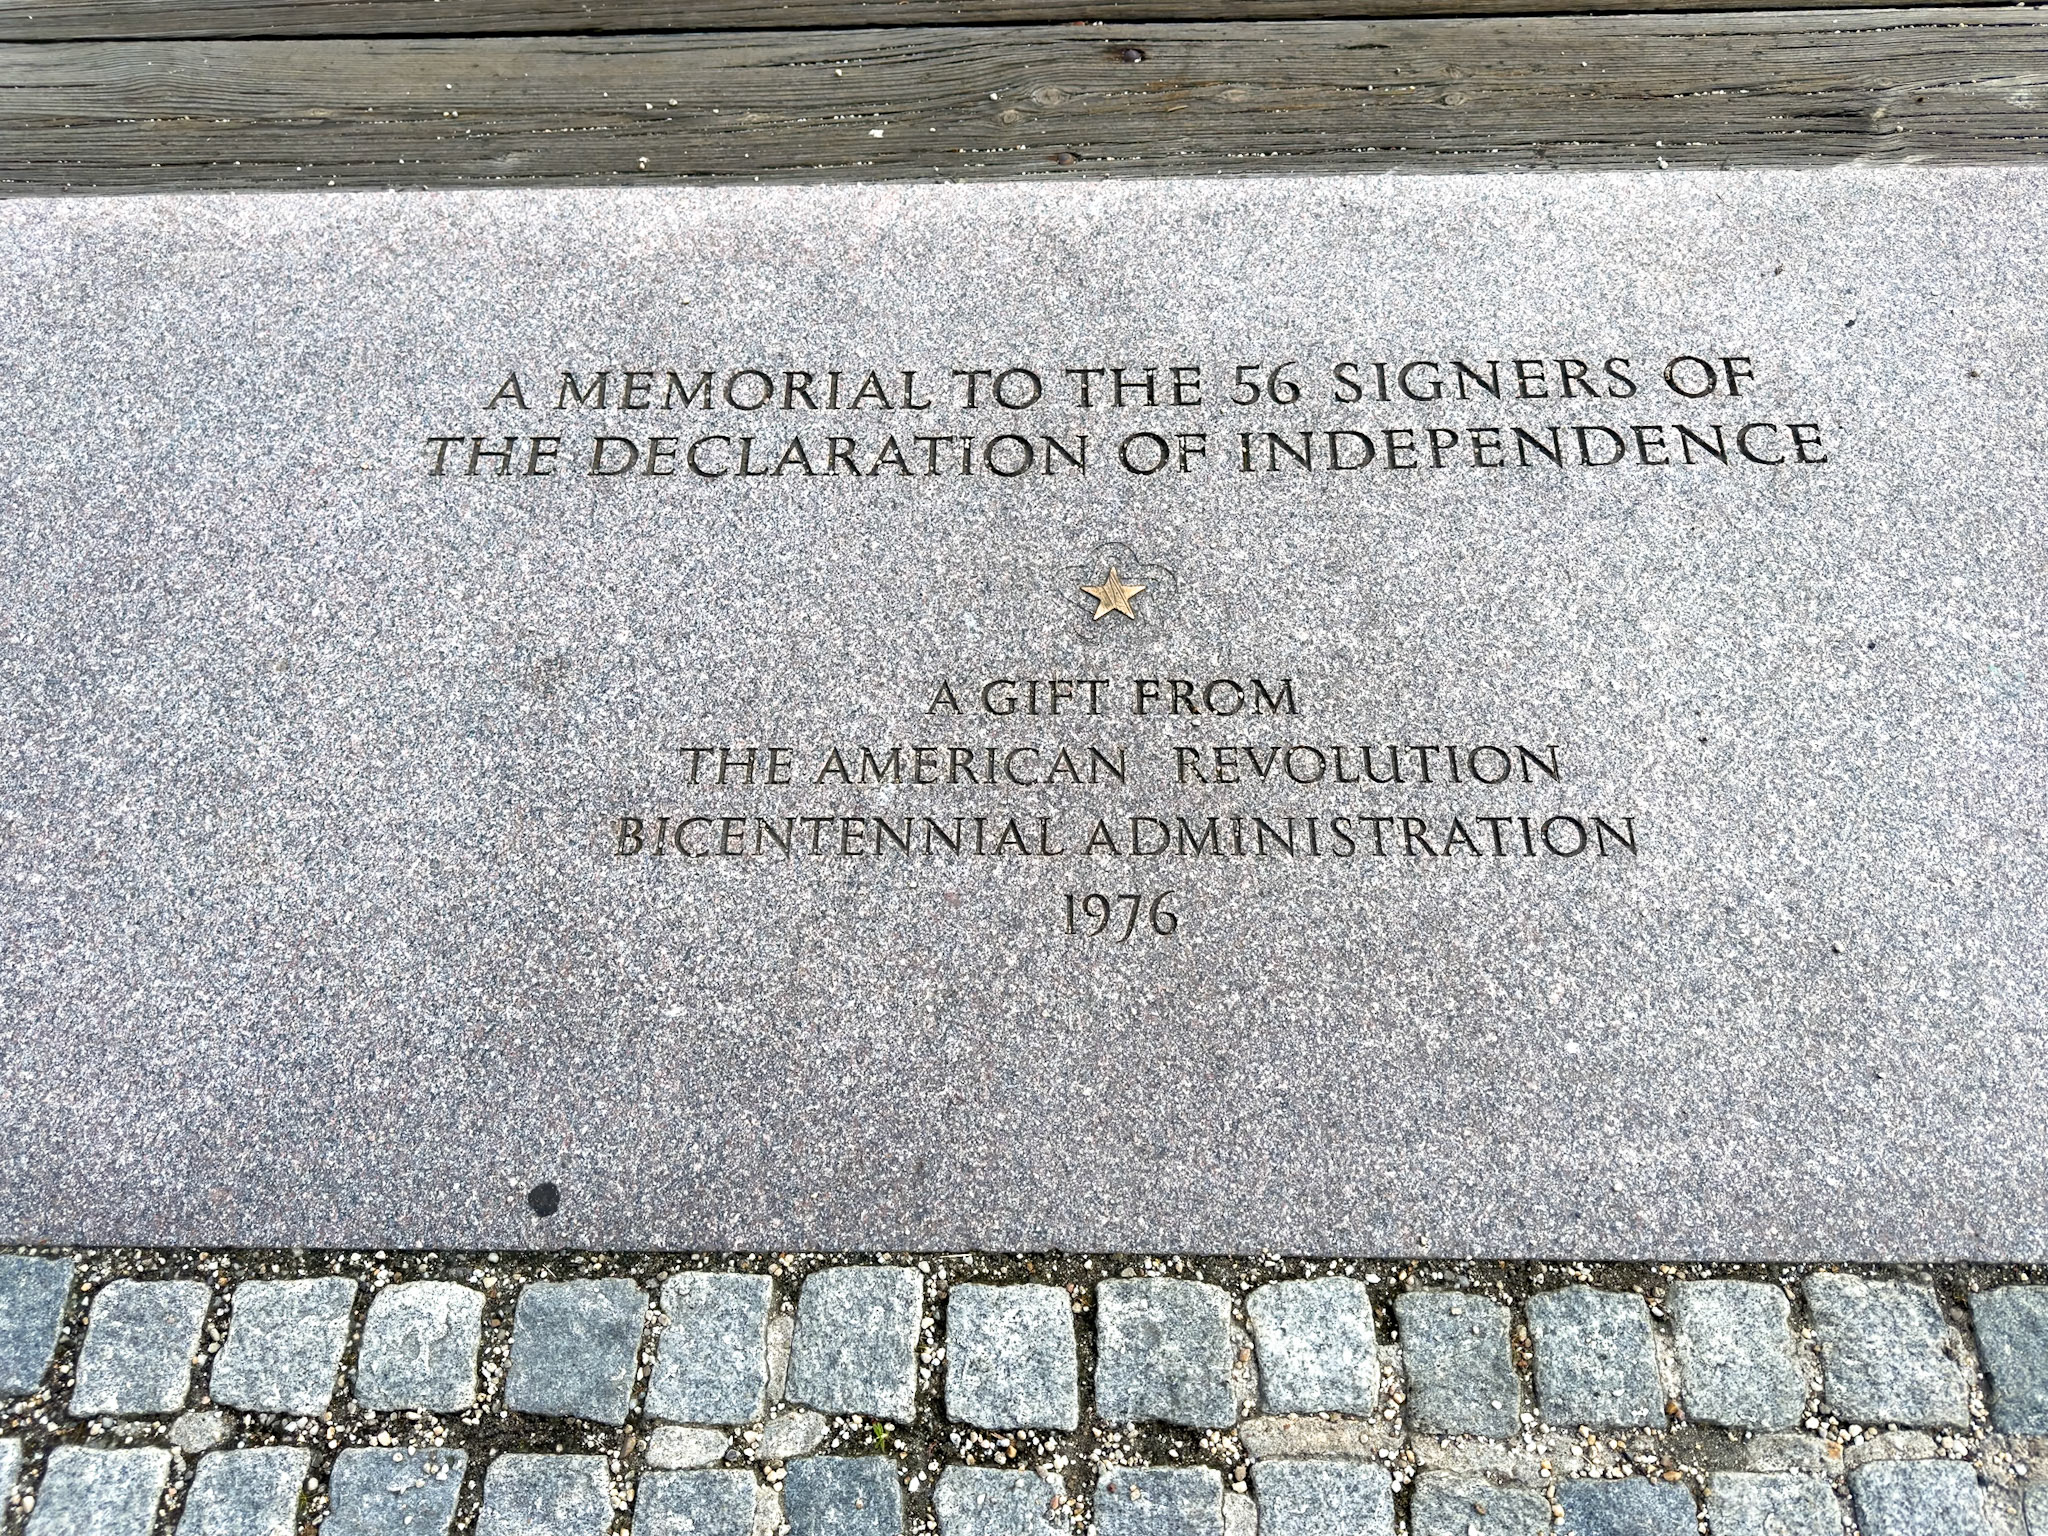 A MEMORIAL TO THE 56 SIGNERS OF
THE DECLARATION OF INDEPENDENCE
A GIFT FROM
THE AMERICAN REVOLUTION
BICENTENNIAL ADMINISTRATION
1976